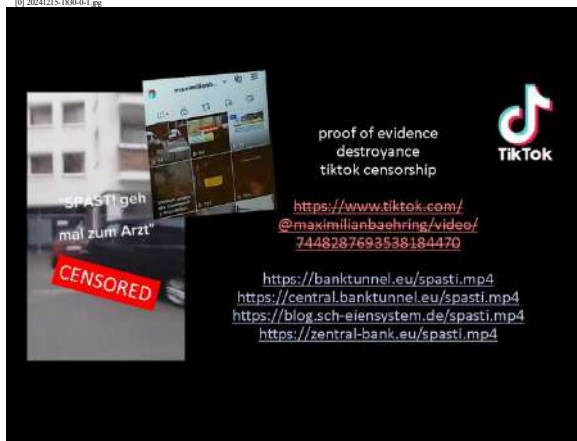 [0] 20241215-1830-0-1.jpg
maximilianb...
"SPAST! geh
mal zum Arzt"
CENSORED
proof of evidence
destroyance
tiktok censorship
TikTok
https://www.tiktok.com/
@maximilianbaehring/video/
7448287693538184470
https://banktunnel.eu/spasti.mp4
https://central.banktunnel.eu/spasti.mp4
https://blog.sch-eiensystem.de/spasti.mp4
https://zentral-bank.eu/spasti.mp4